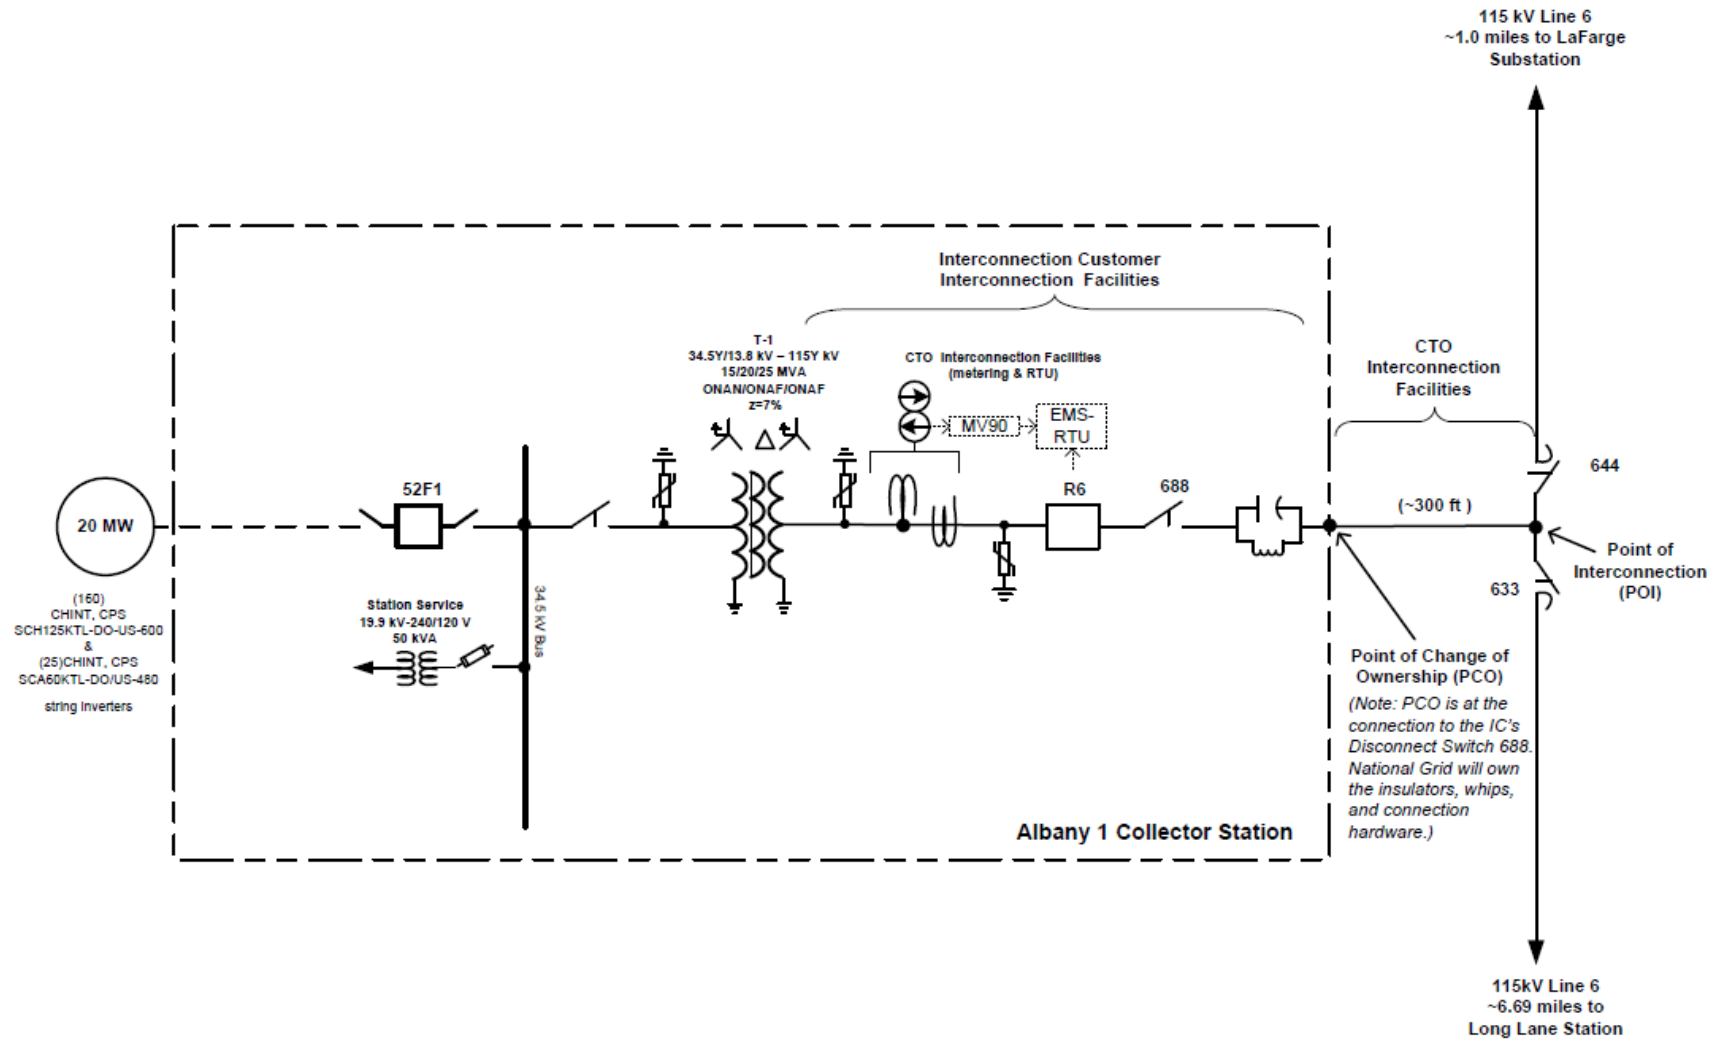 115 kV Line 6
~1.0 miles to LaFarge
Substation
Interconnection Customer
Interconnection Facilities
T-1
34.5Y/13.8 kV – 115Y kV
15/20/25 MVA
ONAN/ONAF/ONAF
z=7%
CTO Interconnection Facilities
(metering & RTU)
MV90
EMS-
RTU
CTO
Interconnection
Facilities
20 MW
52F1
R6
688
(~300 ft )
644
633
Point of
Interconnection
(POI)
(160)
CHINT, CPS
SCH125KTL-DO-US-600
&
(25)CHINT, CPS
SCA60KTL-DO/US-480
string inverters
Station Service
19.9 kV-240/120 V
50 kVA
34.5 kV Bus
Point of Change of
Ownership (PCO)
(Note: PCO is at the
connection to the IC's
Disconnect Switch 688.
National Grid will own
the insulators, whips,
and connection
hardware.)
Albany 1 Collector Station
115kV Line 6
~6.69 miles to
Long Lane Station